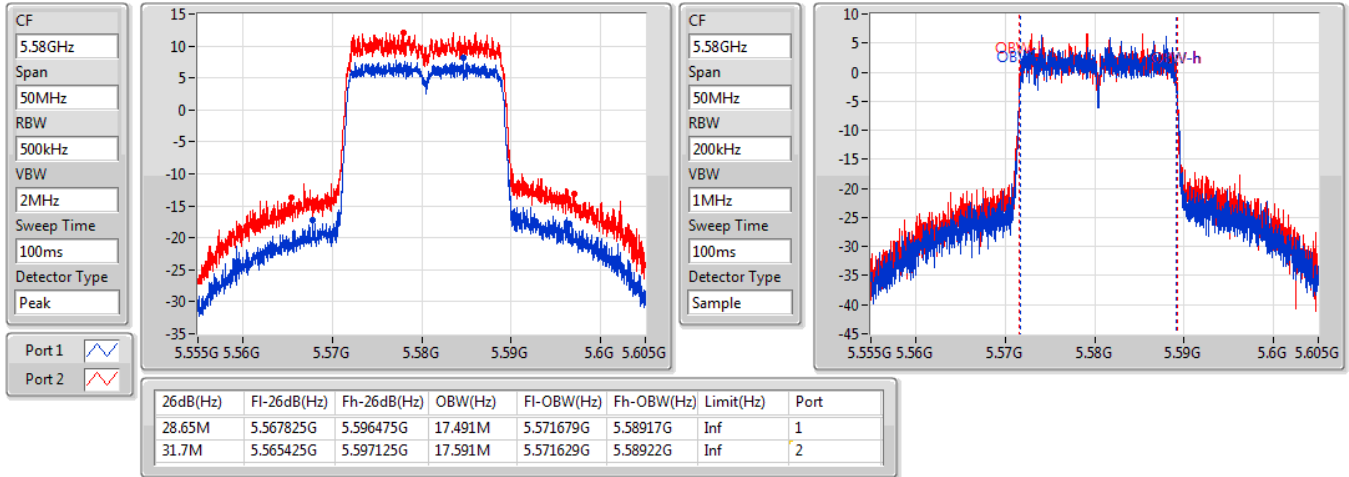 CF
5.58GHz
Span
50MHz
RBW
500kHz
VBW
2MHz
Sweep Time
100ms
Detector Type
Peak
Port 1
Port 2
15
10
5
0
-5
-10
-15
-20
-25
-30
-35
5.555G 5.56G 5.57G 5.58G 5.59G 5.6G 5.605G
CF
5.58GHz
Span
50MHz
RBW
200kHz
VBW
1MHz
Sweep Time
100ms
Detector Type
Sample
10
5
0
-5
-10
-15
-20
-25
-30
-35
-40
-45
5.555G 5.56G 5.57G 5.58G 5.59G 5.6G 5.605G
26dB(Hz) Fl-26dB(Hz) Fh-26dB(Hz) OBW(Hz) Fl-OBW(Hz) Fh-OBW(Hz) Limit(Hz) Port
28.65M 5.567825G 5.596475G 17.491M 5.571679G 5.58917G Inf 1
31.7M 5.565425G 5.597125G 17.591M 5.571629G 5.58922G Inf 2